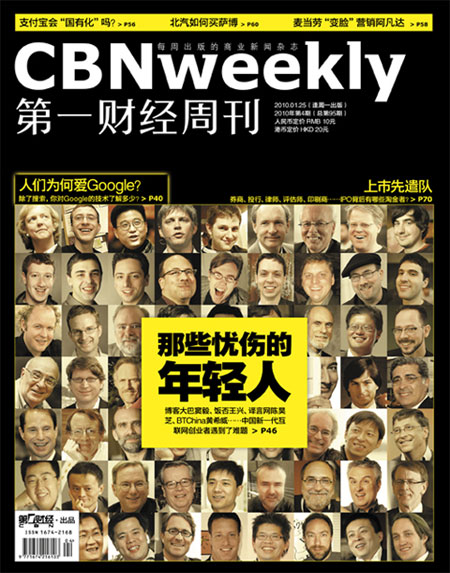 支付宝会“国有化”吗? > P56
北汽如何买萨博 > P60
麦当劳“变脸”营销阿凡达 > P58
每周出版的商业新闻杂志
CBNweekly
第一财经周刊
2010.01.25(逢周一出版)
2010年第4期(总第95期)
人民币定价 RMB 10元
港币定价 HKD 20元
人们为何爱Google?
除了搜索,你对Google的技术了解多少? > P40
上市先遣队
券商、投行、律师、评估师、印刷商……IPO背后有哪些淘金者? > P70
那些忧伤的
年轻人
博客大巴窦毅、饭否王兴、译言网陈昊
芝、BTChina黄希威……中国新一代互
联网创业者遇到了难题 > P46
第一财经·出品
CBN
ISSN 1674-2168
04
9 771674 216102